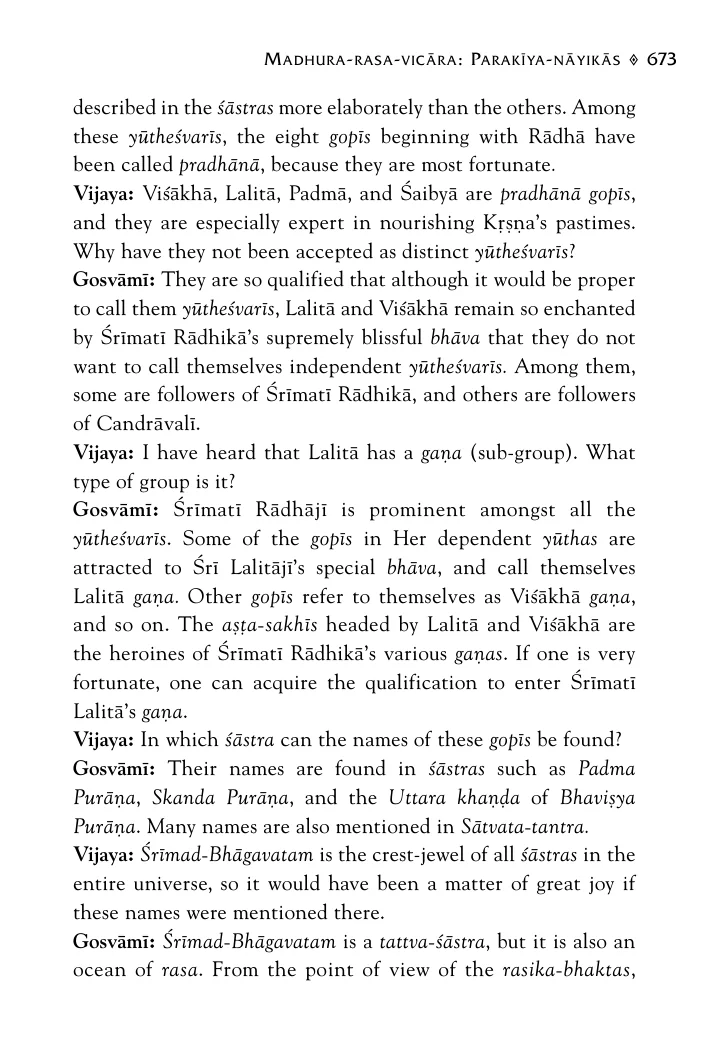 MADHURA-RASA-VICĀRA: PARAKĪYA-NĀYIKĀS ◊ 673
described in the śāstras more elaborately than the others. Among
these yūtheśvarīs, the eight gopīs beginning with Rādhā have
been called pradhānā, because they are most fortunate.
Vijaya: Viśākhā, Lalitā, Padmā, and Śaibyā are pradhānā gopīs,
and they are especially expert in nourishing Kṛṣṇa's pastimes.
Why have they not been accepted as distinct yūtheśvarīs?
Gosvāmī: They are so qualified that although it would be proper
to call them yūtheśvarīs, Lalitā and Viśākhā remain so enchanted
by Śrīmatī Rādhikā's supremely blissful bhāva that they do not
want to call themselves independent yūtheśvarīs. Among them,
some are followers of Śrīmatī Rādhikā, and others are followers
of Candrāvalī.
Vijaya: I have heard that Lalitā has a gaṇa (sub-group). What
type of group is it?
Gosvāmī: Śrīmatī Rādhājī is prominent amongst all the
yūtheśvarīs. Some of the gopīs in Her dependent yūthas are
attracted to Śrī Lalitājī's special bhāva, and call themselves
Lalitā gaṇa. Other gopīs refer to themselves as Viśākhā gaṇa,
and so on. The aṣṭa-sakhīs headed by Lalitā and Viśākhā are
the heroines of Śrīmatī Rādhikā's various gaṇas. If one is very
fortunate, one can acquire the qualification to enter Śrīmatī
Lalitā's gaṇa.
Vijaya: In which śāstra can the names of these gopīs be found?
Gosvāmī: Their names are found in śāstras such as Padma
Purāṇa, Skanda Purāṇa, and the Uttara khaṇḍa of Bhaviṣya
Purāṇa. Many names are also mentioned in Sātvata-tantra.
Vijaya: Śrīmad-Bhāgavatam is the crest-jewel of all śāstras in the
entire universe, so it would have been a matter of great joy if
these names were mentioned there.
Gosvāmī: Śrīmad-Bhāgavatam is a tattva-śāstra, but it is also an
ocean of rasa. From the point of view of the rasika-bhaktas,